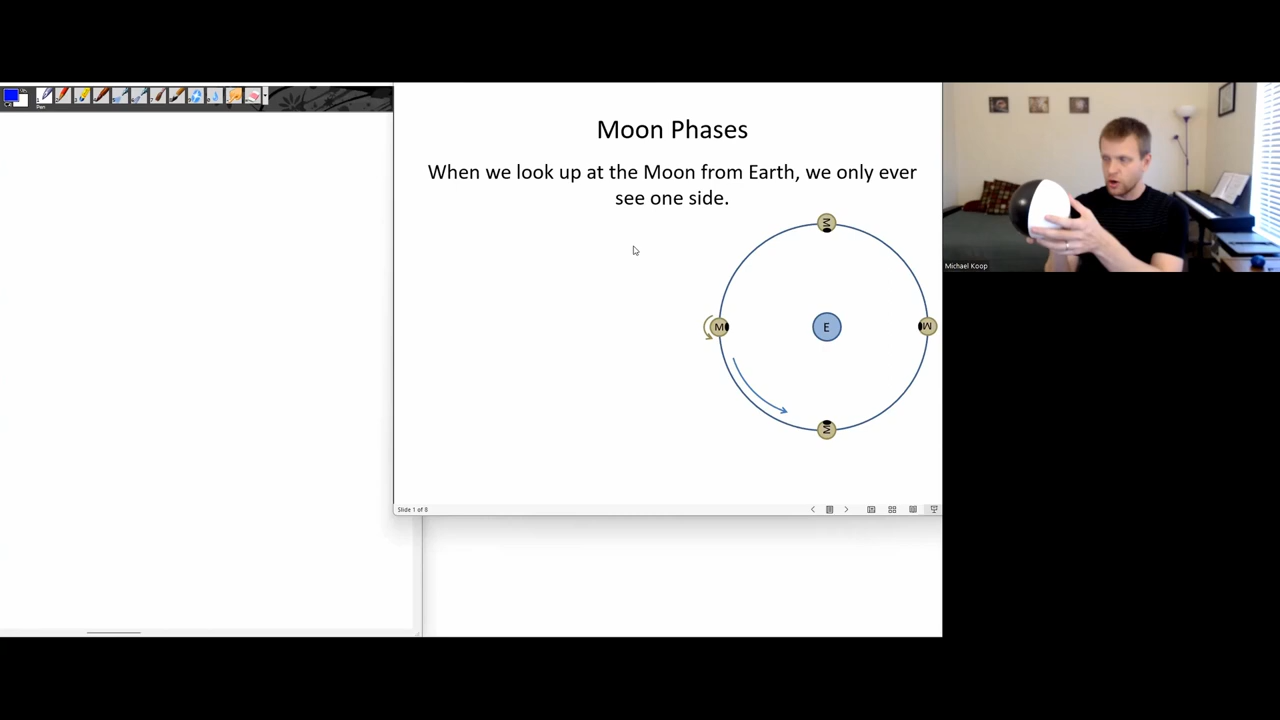 Pen
Moon Phases
When we look up at the Moon from Earth, we only ever
see one side.
M
M
E
M
M
Slide 1 of 8
Michael Koop